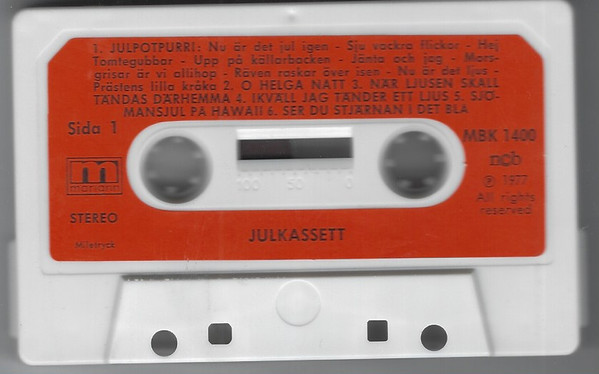 1. JULPOTPURRI: Nu är det jul igen - Sju vackra flickor - Hej
Tomtegubbar - Upp på källarbacken - Jänta och jag - Mors-
grisar är vi allihop - Räven raskar över isen - Nu är det ljus -
Prästens lilla kråka 2. O HELGA NATT 3. NÄR LJUSEN SKALL
TÄNDAS DÄRHEMMA 4. IKVÄLL JAG TÄNDER ETT LJUS 5. SJÖ-
MANSJUL PÅ HAWAII 6. SER DU STJÄRNAN I DET BLÅ
Sida 1
MBK 1400
ncb
100 50 0
m
mariann
℗ 1977
All rights
reserved
STEREO
JULKASSETT
Miletryck